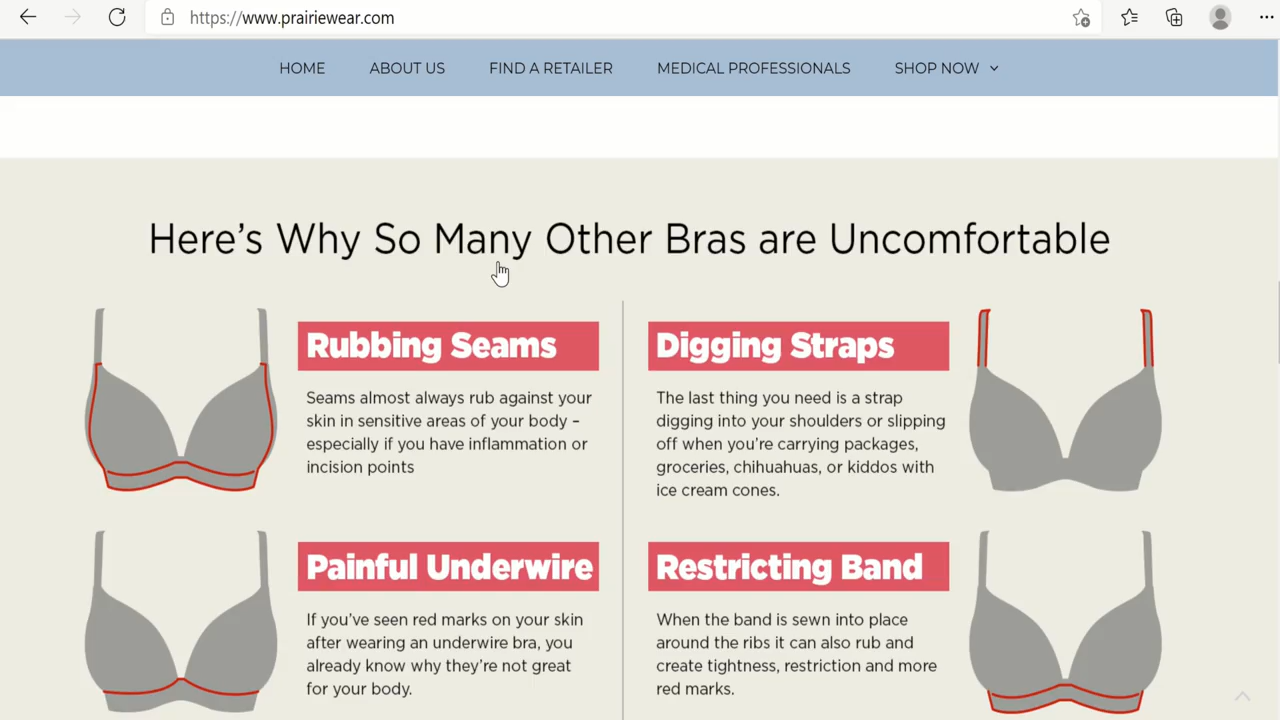 https://www.prairiewear.com
HOME ABOUT US FIND A RETAILER MEDICAL PROFESSIONALS SHOP NOW
Here's Why So Many Other Bras are Uncomfortable
Rubbing Seams
Seams almost always rub against your
skin in sensitive areas of your body –
especially if you have inflammation or
incision points
Digging Straps
The last thing you need is a strap
digging into your shoulders or slipping
off when you're carrying packages,
groceries, chihuahuas, or kiddos with
ice cream cones.
Painful Underwire
If you've seen red marks on your skin
after wearing an underwire bra, you
already know why they're not great
for your body.
Restricting Band
When the band is sewn into place
around the ribs it can also rub and
create tightness, restriction and more
red marks.